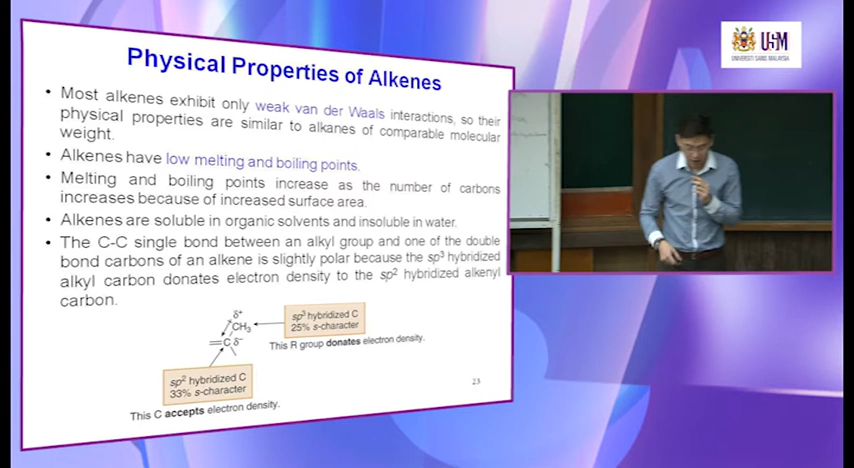 USM
UNIVERSITI SAINS MALAYSIA
Physical Properties of Alkenes
• Most alkenes exhibit only weak van der Waals interactions, so their
physical properties are similar to alkanes of comparable molecular
weight.
• Alkenes have low melting and boiling points.
• Melting and boiling points increase as the number of carbons
increases because of increased surface area.
• Alkenes are soluble in organic solvents and insoluble in water.
• The C-C single bond between an alkyl group and one of the double
bond carbons of an alkene is slightly polar because the sp³ hybridized
alkyl carbon donates electron density to the sp² hybridized alkenyl
carbon.
δ⁺
CH₃
=C δ⁻
sp³ hybridized C
25% s-character
This R group donates electron density.
sp² hybridized C
33% s-character
This C accepts electron density.
23